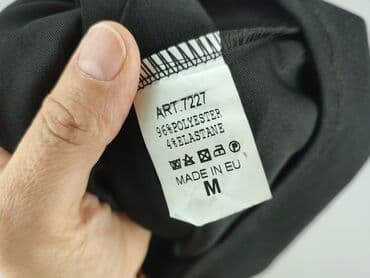 ART.7227
96%POLYESTER
4%ELASTANE
MADE IN EU
M